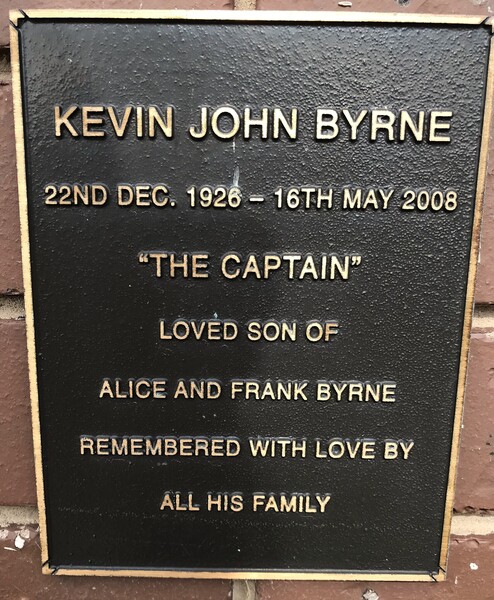 KEVIN JOHN BYRNE
22ND DEC. 1926 – 16TH MAY 2008
“THE CAPTAIN”
LOVED SON OF
ALICE AND FRANK BYRNE
REMEMBERED WITH LOVE BY
ALL HIS FAMILY